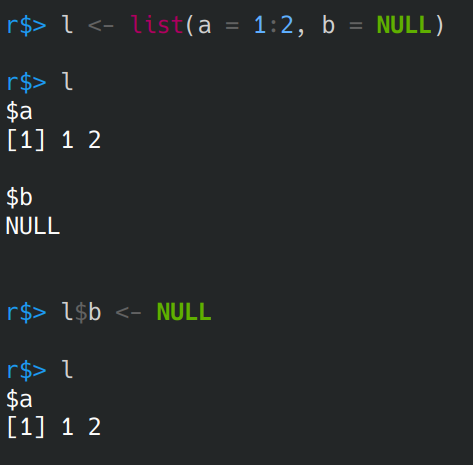 r$> l <- list(a = 1:2, b = NULL)
r$> l
$a
[1] 1 2
$b
NULL
r$> l$b <- NULL
r$> l
$a
[1] 1 2